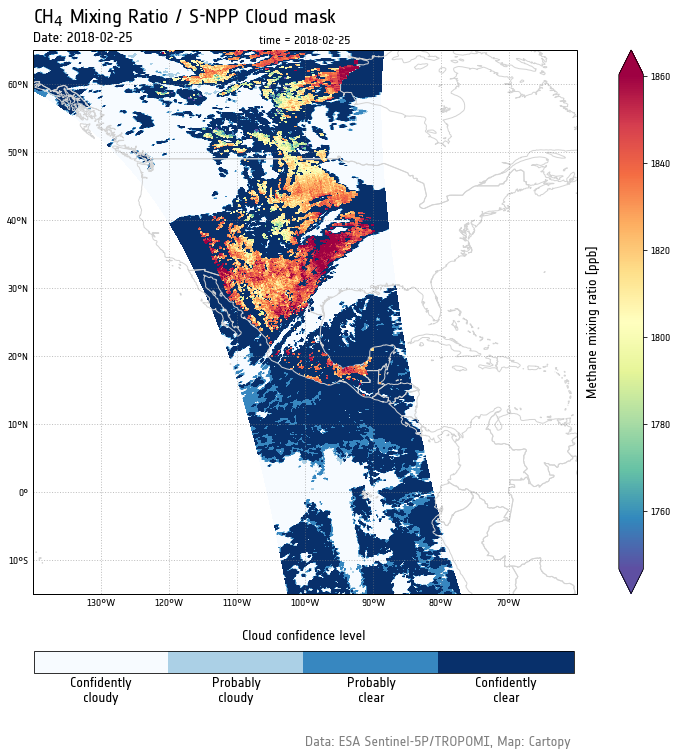 CH₄ Mixing Ratio / S-NPP Cloud mask
Date: 2018-02-25
time = 2018-02-25
60°N
50°N
40°N
30°N
20°N
10°N
0°
10°S
130°W 120°W 110°W 100°W 90°W 80°W 70°W
1860
1840
1820
1800
1780
1760
Methane mixing ratio [ppb]
Cloud confidence level
Confidently cloudy
Probably cloudy
Probably clear
Confidently clear
Data: ESA Sentinel-5P/TROPOMI, Map: Cartopy